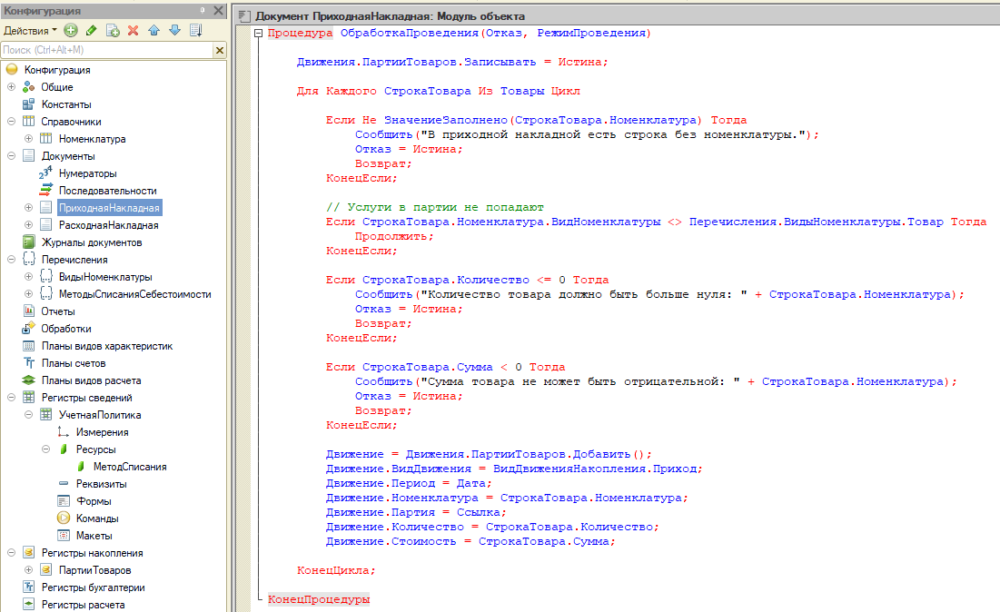 Конфигурация
Действия
Поиск (Ctrl+Alt+M)
Конфигурация
Общие
Константы
Справочники
Номенклатура
Документы
Нумераторы
Последовательности
ПриходнаяНакладная
РасходнаяНакладная
Журналы документов
Перечисления
ВидыНоменклатуры
МетодыСписанияСебестоимости
Отчеты
Обработки
Планы видов характеристик
Планы счетов
Планы видов расчета
Регистры сведений
УчетнаяПолитика
Измерения
Ресурсы
МетодСписания
Реквизиты
Формы
Команды
Макеты
Регистры накопления
ПартииТоваров
Регистры бухгалтерии
Регистры расчета
Документ ПриходнаяНакладная: Модуль объекта
Процедура ОбработкаПроведения(Отказ, РежимПроведения)
Движения.ПартииТоваров.Записывать = Истина;
Для Каждого СтрокаТовара Из Товары Цикл
Если Не ЗначениеЗаполнено(СтрокаТовара.Номенклатура) Тогда
Сообщить("В приходной накладной есть строка без номенклатуры.");
Отказ = Истина;
Возврат;
КонецЕсли;
// Услуги в партии не попадают
Если СтрокаТовара.Номенклатура.ВидНоменклатуры <> Перечисления.ВидыНоменклатуры.Товар Тогда
Продолжить;
КонецЕсли;
Если СтрокаТовара.Количество <= 0 Тогда
Сообщить("Количество товара должно быть больше нуля: " + СтрокаТовара.Номенклатура);
Отказ = Истина;
Возврат;
КонецЕсли;
Если СтрокаТовара.Сумма < 0 Тогда
Сообщить("Сумма товара не может быть отрицательной: " + СтрокаТовара.Номенклатура);
Отказ = Истина;
Возврат;
КонецЕсли;
Движение = Движения.ПартииТоваров.Добавить();
Движение.ВидДвижения = ВидДвиженияНакопления.Приход;
Движение.Период = Дата;
Движение.Номенклатура = СтрокаТовара.Номенклатура;
Движение.Партия = Ссылка;
Движение.Количество = СтрокаТовара.Количество;
Движение.Стоимость = СтрокаТовара.Сумма;
КонецЦикла;
КонецПроцедуры